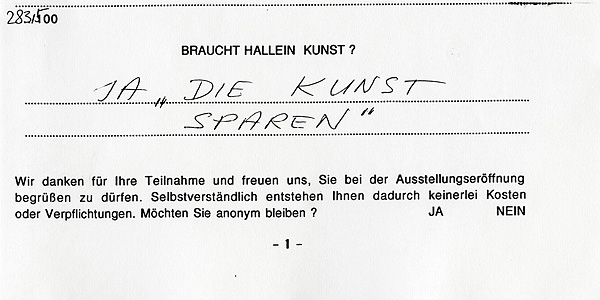 283/500
BRAUCHT HALLEIN KUNST ?
JA „DIE KUNST
SPAREN"
Wir danken für Ihre Teilnahme und freuen uns, Sie bei der Ausstellungseröffnung
begrüßen zu dürfen. Selbstverständlich entstehen Ihnen dadurch keinerlei Kosten
oder Verpflichtungen. Möchten Sie anonym bleiben ? JA NEIN
- 1 -